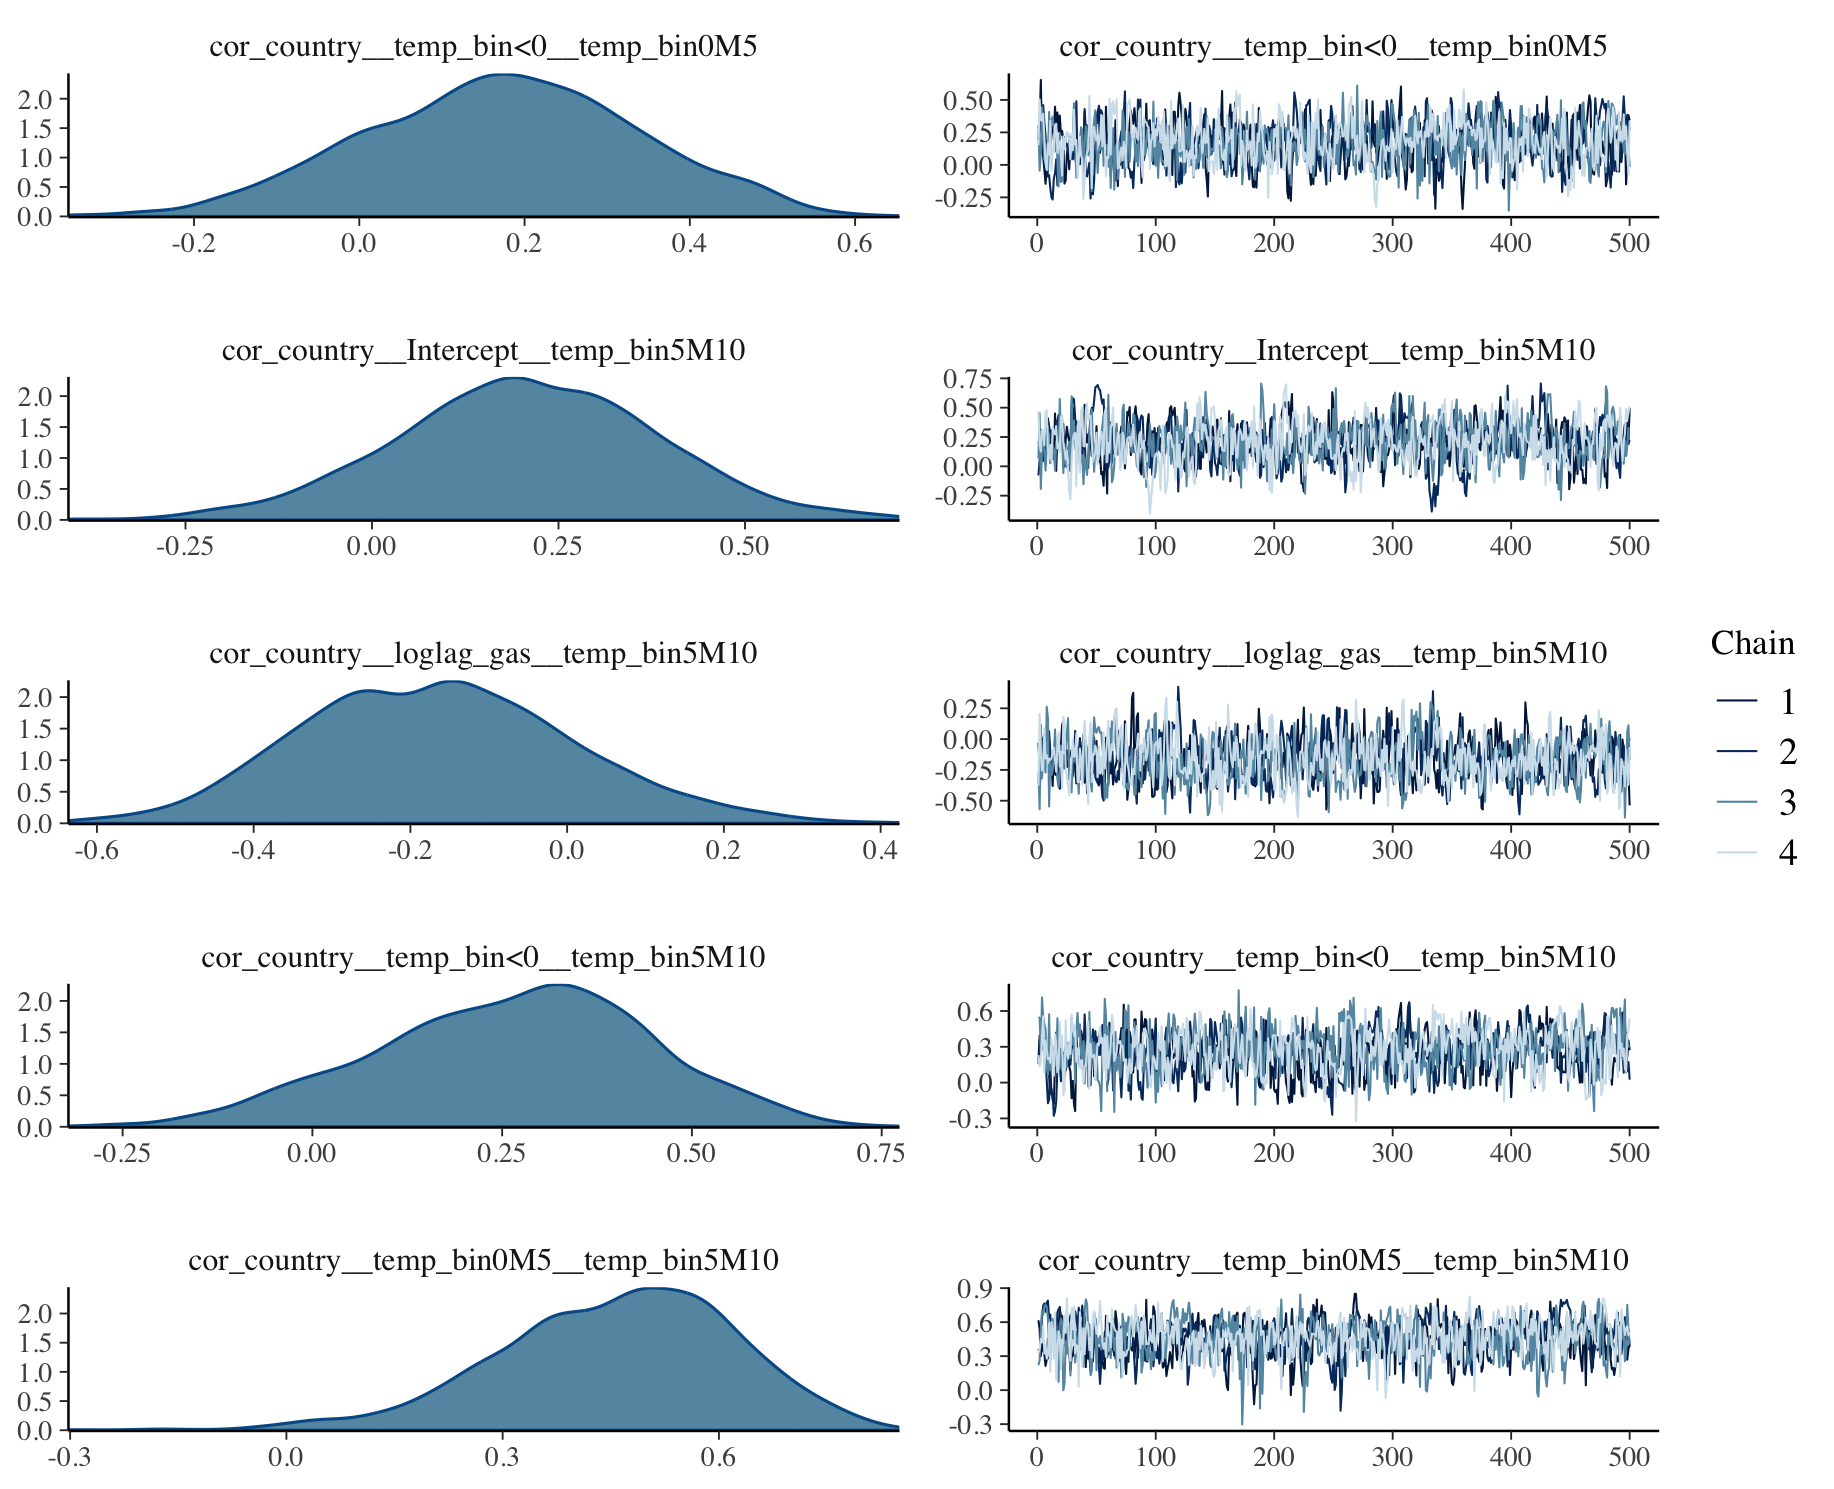 cor_country__temp_bin<0__temp_bin0M5
2.0
1.5
1.0
0.5
0.0
-0.2 0.0 0.2 0.4 0.6
cor_country__temp_bin<0__temp_bin0M5
0.50
0.25
0.00
-0.25
0 100 200 300 400 500
cor_country__Intercept__temp_bin5M10
2.0
1.5
1.0
0.5
0.0
-0.25 0.00 0.25 0.50
cor_country__Intercept__temp_bin5M10
0.75
0.50
0.25
0.00
-0.25
0 100 200 300 400 500
cor_country__loglag_gas__temp_bin5M10
2.0
1.5
1.0
0.5
0.0
-0.6 -0.4 -0.2 0.0 0.2 0.4
cor_country__loglag_gas__temp_bin5M10
0.25
0.00
-0.25
-0.50
0 100 200 300 400 500
cor_country__temp_bin<0__temp_bin5M10
2.0
1.5
1.0
0.5
0.0
-0.25 0.00 0.25 0.50 0.75
cor_country__temp_bin<0__temp_bin5M10
0.6
0.3
0.0
-0.3
0 100 200 300 400 500
cor_country__temp_bin0M5__temp_bin5M10
2.0
1.5
1.0
0.5
0.0
-0.3 0.0 0.3 0.6
cor_country__temp_bin0M5__temp_bin5M10
0.9
0.6
0.3
0.0
-0.3
0 100 200 300 400 500
Chain
1
2
3
4